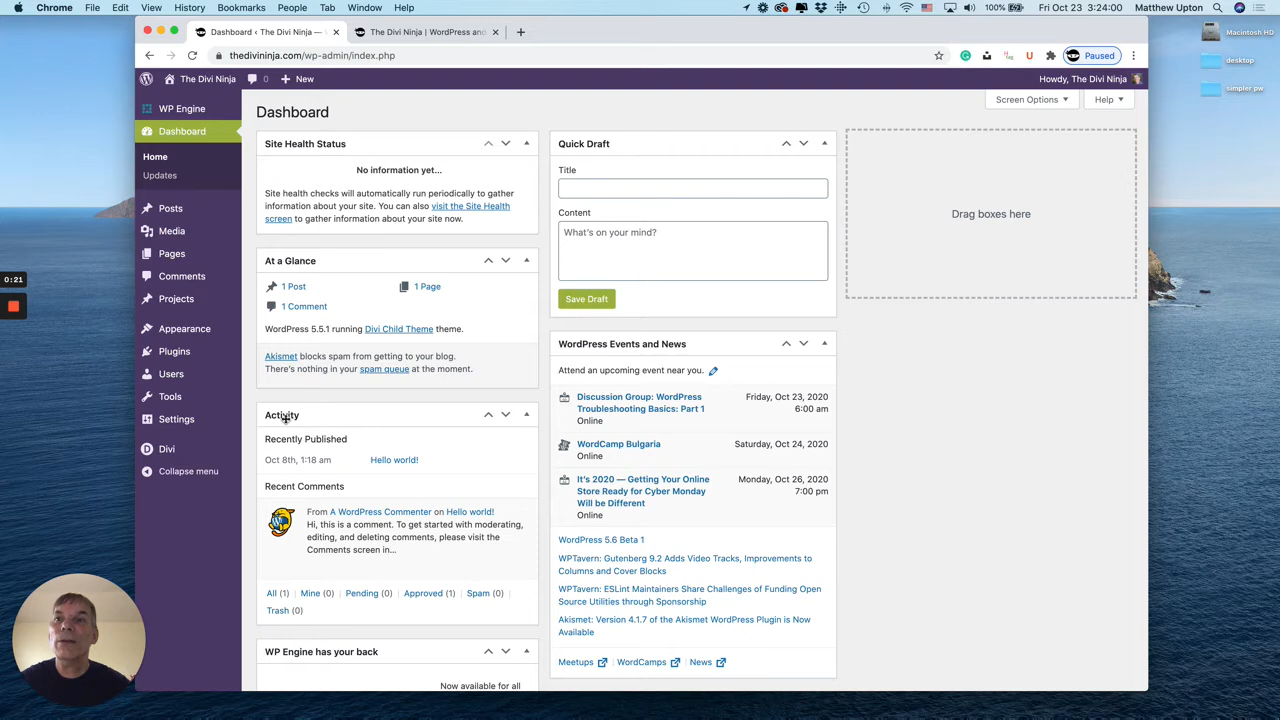 Chrome File Edit View History Bookmarks People Tab Window Help
100% Fri Oct 23 3:24:00 Matthew Upton
Dashboard ‹ The Divi Ninja —
The Divi Ninja | WordPress and
thedivininja.com/wp-admin/index.php
Paused
Macintosh HD
desktop
simpler pw
The Divi Ninja 0 New
Howdy, The Divi Ninja
WP Engine
Dashboard
Home
Updates
Posts
Media
Pages
Comments
Projects
Appearance
Plugins
Users
Tools
Settings
Divi
Collapse menu
0:21
Dashboard
Screen Options
Help
Site Health Status
No information yet...
Site health checks will automatically run periodically to gather
information about your site. You can also visit the Site Health
screen to gather information about your site now.
At a Glance
1 Post
1 Page
1 Comment
WordPress 5.5.1 running Divi Child Theme theme.
Akismet blocks spam from getting to your blog.
There's nothing in your spam queue at the moment.
Activity
Recently Published
Oct 8th, 1:18 am Hello world!
Recent Comments
From A WordPress Commenter on Hello world!
Hi, this is a comment. To get started with moderating,
editing, and deleting comments, please visit the
Comments screen in...
All (1) | Mine (0) | Pending (0) | Approved (1) | Spam (0) |
Trash (0)
WP Engine has your back
Now available for all
Quick Draft
Title
Content
What's on your mind?
Save Draft
WordPress Events and News
Attend an upcoming event near you.
Discussion Group: WordPress
Troubleshooting Basics: Part 1
Online
Friday, Oct 23, 2020
6:00 am
WordCamp Bulgaria
Online
Saturday, Oct 24, 2020
It's 2020 — Getting Your Online
Store Ready for Cyber Monday
Will be Different
Online
Monday, Oct 26, 2020
7:00 pm
WordPress 5.6 Beta 1
WPTavern: Gutenberg 9.2 Adds Video Tracks, Improvements to
Columns and Cover Blocks
WPTavern: ESLint Maintainers Share Challenges of Funding Open
Source Utilities through Sponsorship
Akismet: Version 4.1.7 of the Akismet WordPress Plugin is Now
Available
Meetups | WordCamps | News
Drag boxes here